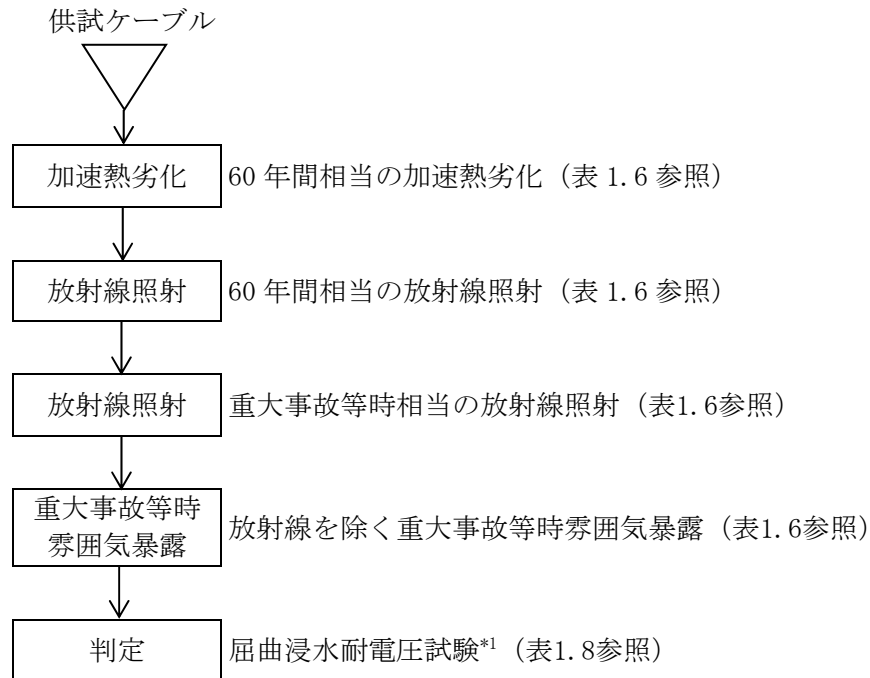 供試ケーブル
加速熱劣化 60 年間相当の加速熱劣化（表 1.6 参照）
放射線照射 60 年間相当の放射線照射（表 1.6 参照）
放射線照射 重大事故等時相当の放射線照射（表1.6参照）
重大事故等時
雰囲気暴露 放射線を除く重大事故等時雰囲気暴露（表1.6参照）
判定 屈曲浸水耐電圧試験*1（表1.8参照）